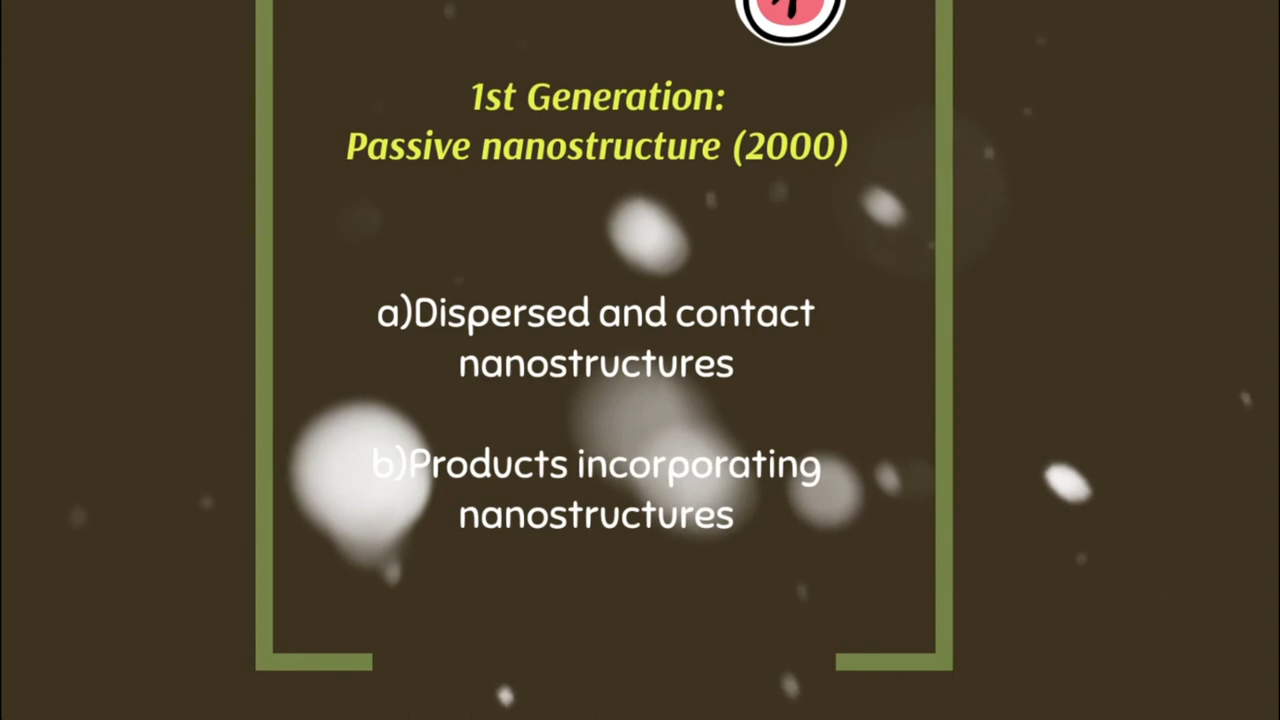 1st Generation:
Passive nanostructure (2000)
a)Dispersed and contact
nanostructures
b)Products incorporating
nanostructures